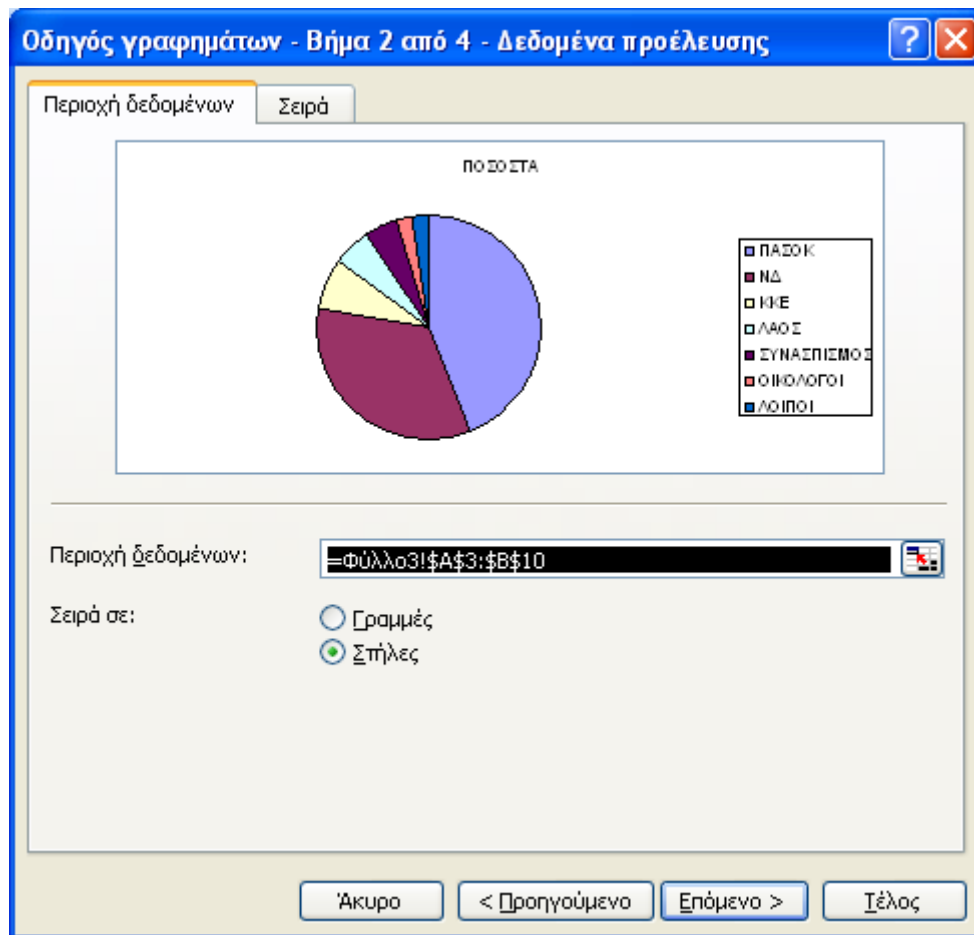 Οδηγός γραφημάτων - Βήμα 2 από 4 - Δεδομένα προέλευσης
Περιοχή δεδομένων
Σειρά
ΠΟΣΟΣΤΑ
ΠΑΣΟΚ
ΝΔ
ΚΚΕ
ΛΑΟΣ
ΣΥΝΑΣΠΙΣΜΟΣ
ΟΙΚΟΛΟΓΟΙ
ΛΟΙΠΟΙ
Περιοχή δεδομένων: =Φύλλο3!$A$3:$B$10
Σειρά σε:
Γραμμές
Στήλες
Άκυρο
< Προηγούμενο
Επόμενο >
Τέλος